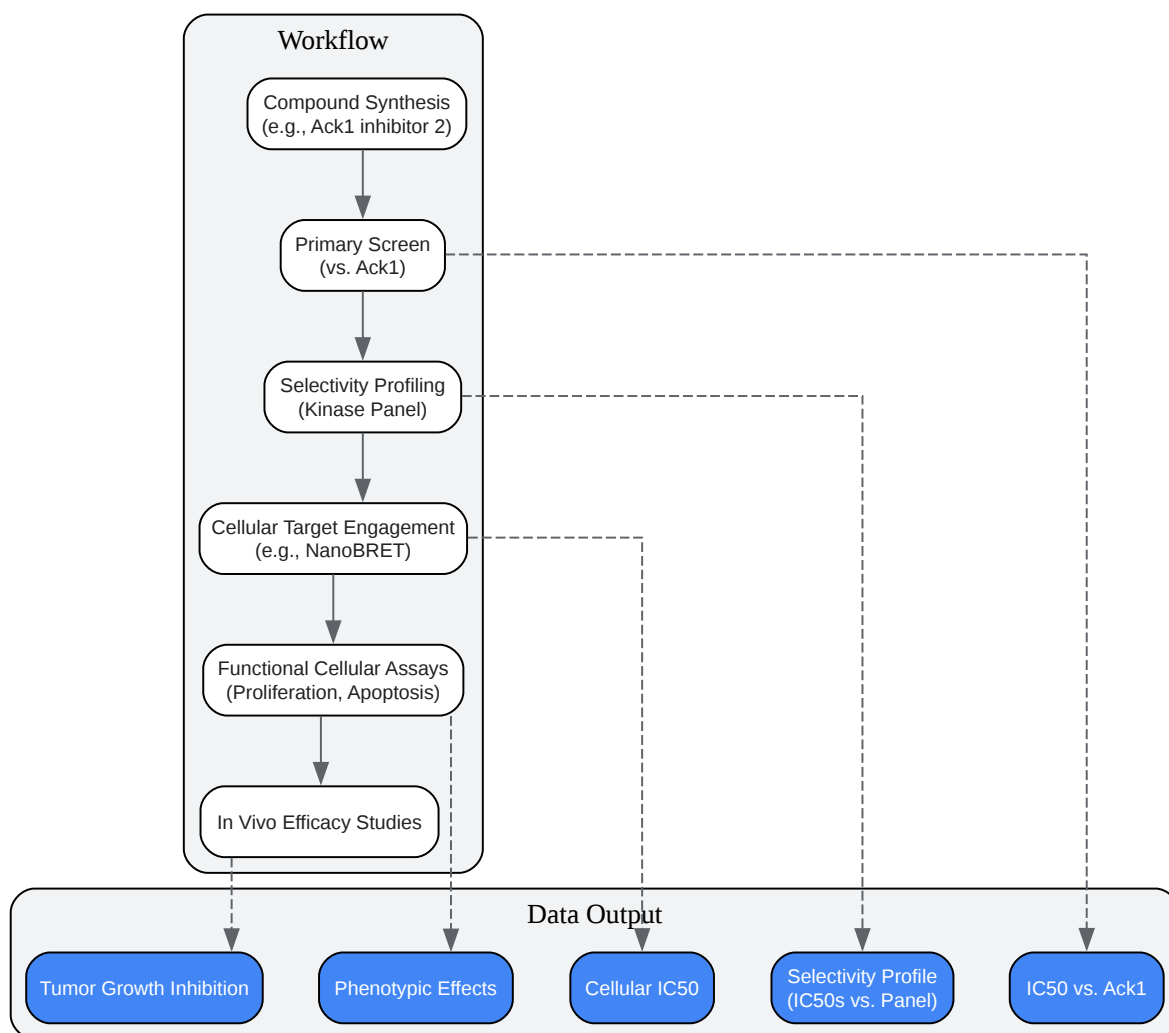 Workflow
Compound Synthesis
(e.g., Ack1 inhibitor 2)
Primary Screen
(vs. Ack1)
Selectivity Profiling
(Kinase Panel)
Cellular Target Engagement
(e.g., NanoBRET)
Functional Cellular Assays
(Proliferation, Apoptosis)
In Vivo Efficacy Studies
Data Output
Tumor Growth Inhibition
Phenotypic Effects
Cellular IC50
Selectivity Profile
(IC50s vs. Panel)
IC50 vs. Ack1